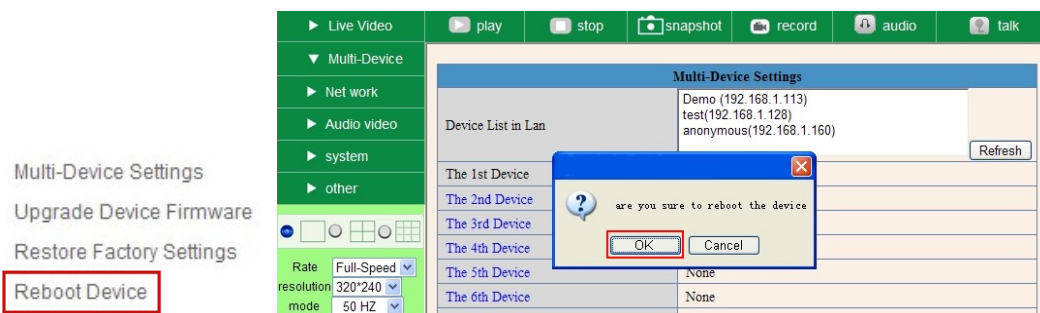 Multi-Device Settings
Upgrade Device Firmware
Restore Factory Settings
Reboot Device
Live Video
Multi-Device
Net work
Audio video
system
other
Rate Full-Speed
resolution 320*240
mode 50 HZ
play stop snapshot record audio talk
Multi-Device Settings
Device List in Lan
Demo (192.168.1.113)
test(192.168.1.128)
anonymous(192.168.1.160)
Refresh
The 1st Device
The 2nd Device
The 3rd Device
The 4th Device
The 5th Device None
The 6th Device None
are you sure to reboot the device
OK Cancel